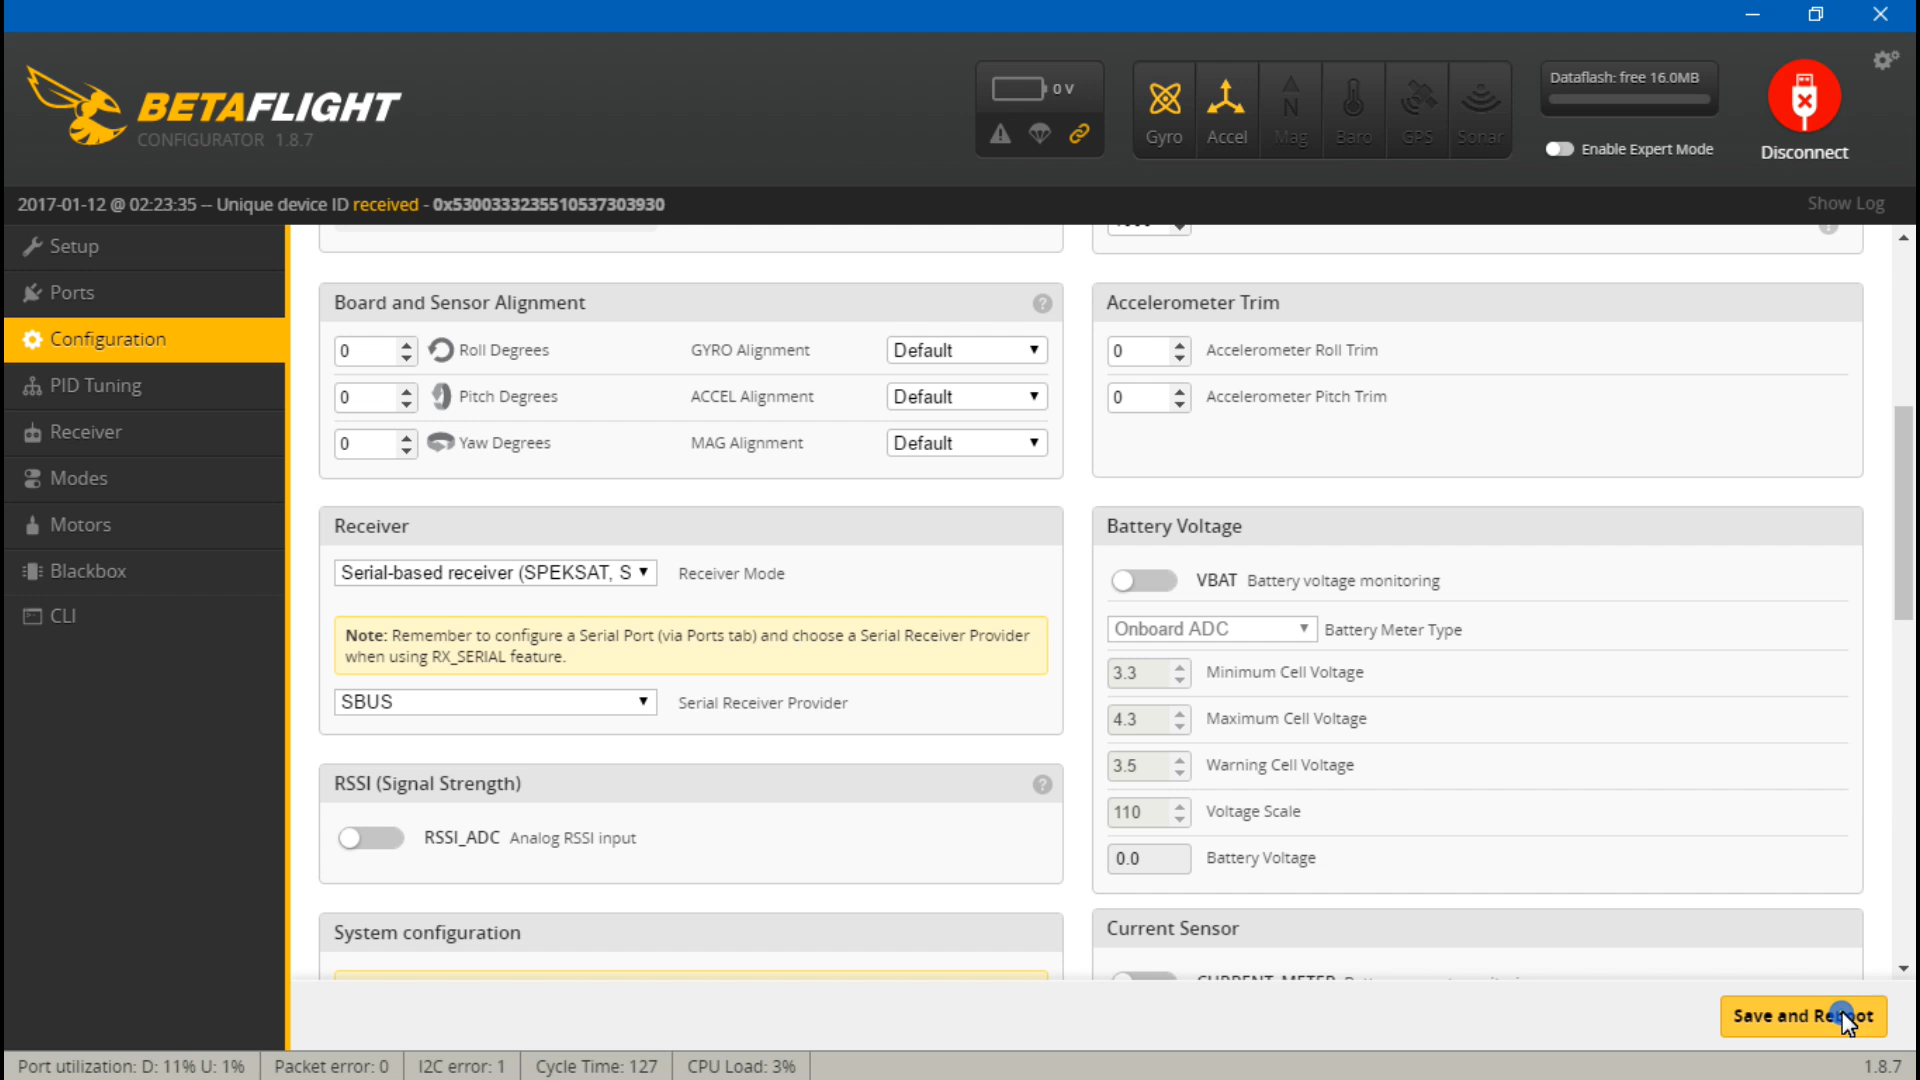 BETAFLIGHT
CONFIGURATOR 1.8.7
0 V
Gyro
Accel
Mag
Baro
GPS
Sonar
Dataflash: free 16.0MB
Enable Expert Mode
Disconnect
2017-01-12 @ 02:23:35 -- Unique device ID received - 0x5300333235510537303930
Show Log
Setup
Ports
Configuration
PID Tuning
Receiver
Modes
Motors
Blackbox
CLI
Board and Sensor Alignment
0 Roll Degrees GYRO Alignment Default
0 Pitch Degrees ACCEL Alignment Default
0 Yaw Degrees MAG Alignment Default
Accelerometer Trim
0 Accelerometer Roll Trim
0 Accelerometer Pitch Trim
Receiver
Serial-based receiver (SPEKSAT, S Receiver Mode
Note: Remember to configure a Serial Port (via Ports tab) and choose a Serial Receiver Provider
when using RX_SERIAL feature.
SBUS Serial Receiver Provider
RSSI (Signal Strength)
RSSI_ADC Analog RSSI input
System configuration
Battery Voltage
VBAT Battery voltage monitoring
Onboard ADC Battery Meter Type
3.3 Minimum Cell Voltage
4.3 Maximum Cell Voltage
3.5 Warning Cell Voltage
110 Voltage Scale
0.0 Battery Voltage
Current Sensor
CURRENT_METER
Save and Reboot
Port utilization: D: 11% U: 1%
Packet error: 0
I2C error: 1
Cycle Time: 127
CPU Load: 3%
1.8.7